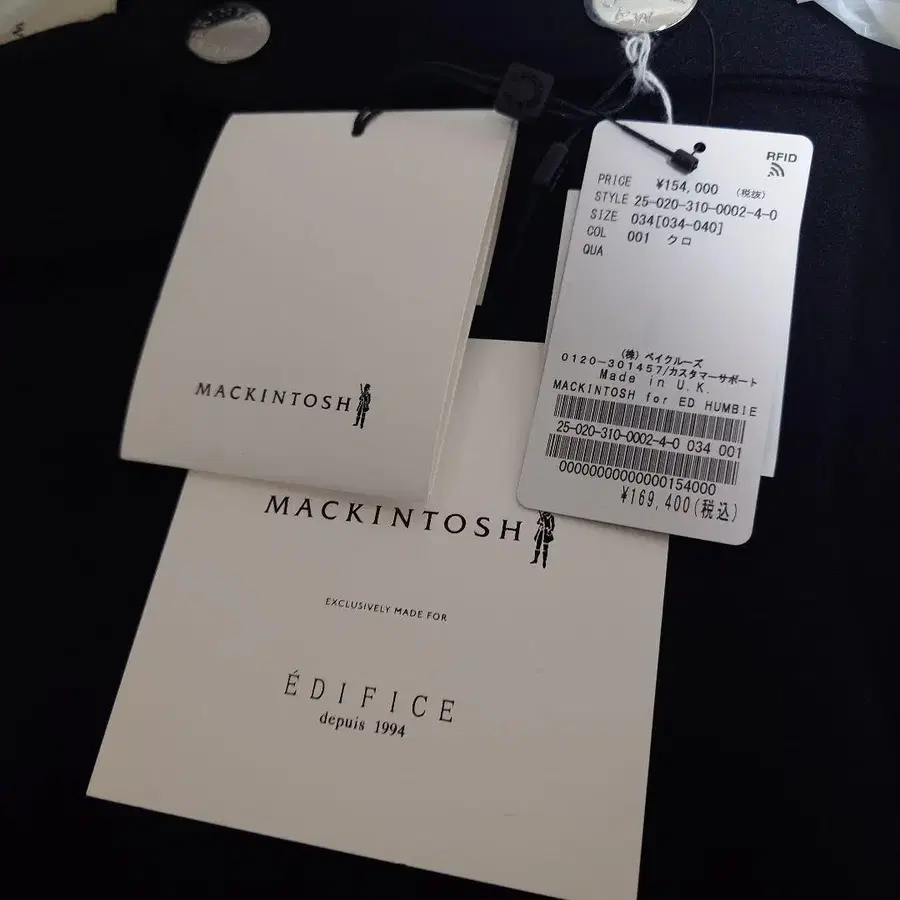 MACKINTOSH
MACKINTOSH
EXCLUSIVELY MADE FOR
ÉDIFICE
depuis 1994
RFID
PRICE ¥154,000 (税抜)
STYLE 25-020-310-0002-4-0
SIZE 034[034-040]
COL 001 クロ
QUA
(株) ベイクルーズ
0120-301457/カスタマーサポート
Made in U.K.
MACKINTOSH for ED HUMBIE
25-020-310-0002-4-0 034 001
0000000000000154000
¥169,400(税込)